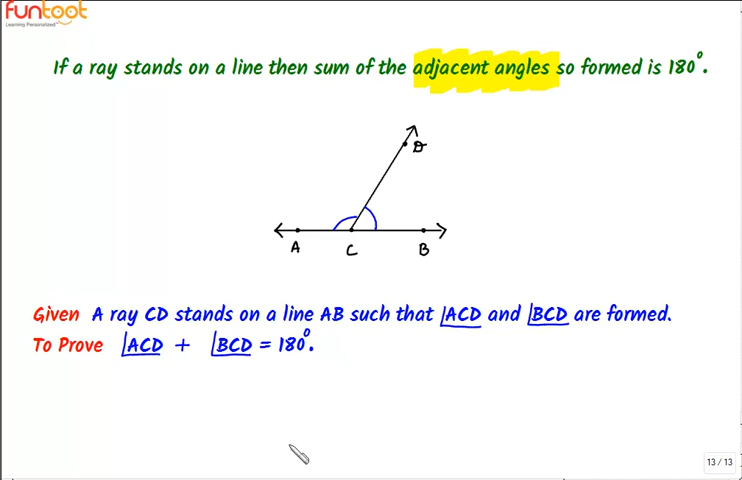 funtoot
Learning Personalized
If a ray stands on a line then sum of the adjacent angles so formed is 180°.
D
A C B
Given A ray CD stands on a line AB such that ∠ACD and ∠BCD are formed.
To Prove ∠ACD + ∠BCD = 180°.
13 / 13